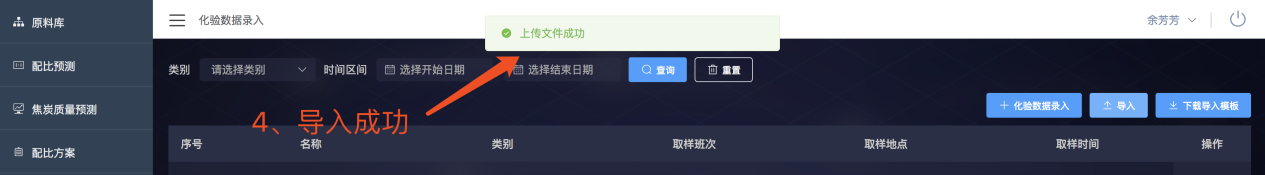 原料库
化验数据录入
上传文件成功
余芳芳
配比预测
类别 请选择类别 时间区间 选择开始日期 选择结束日期 查询 重置
焦炭质量预测
4、导入成功
化验数据录入 导入 下载导入模板
配比方案
序号 名称 类别 取样班次 取样地点 取样时间 操作